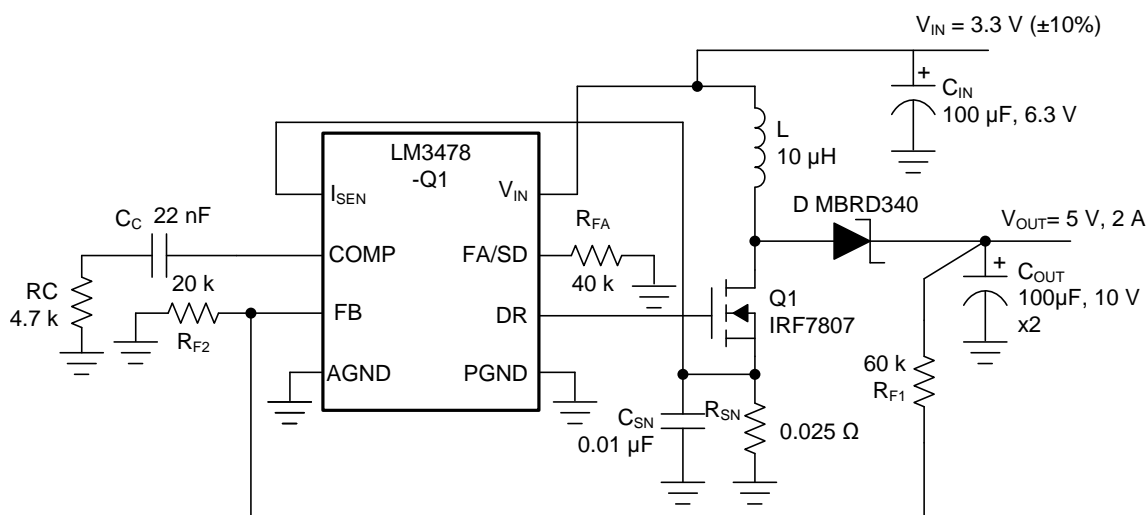 V_IN = 3.3 V (±10%)
C_IN
100 µF, 6.3 V
L
10 µH
LM3478
-Q1
I_SEN
V_IN
COMP
FA/SD
FB
DR
AGND
PGND
C_C 22 nF
RC
4.7 k
20 k
R_F2
R_FA
40 k
D MBRD340
V_OUT= 5 V, 2 A
C_OUT
100µF, 10 V
x2
Q1
IRF7807
60 k
R_F1
C_SN
0.01 µF
R_SN
0.025 Ω